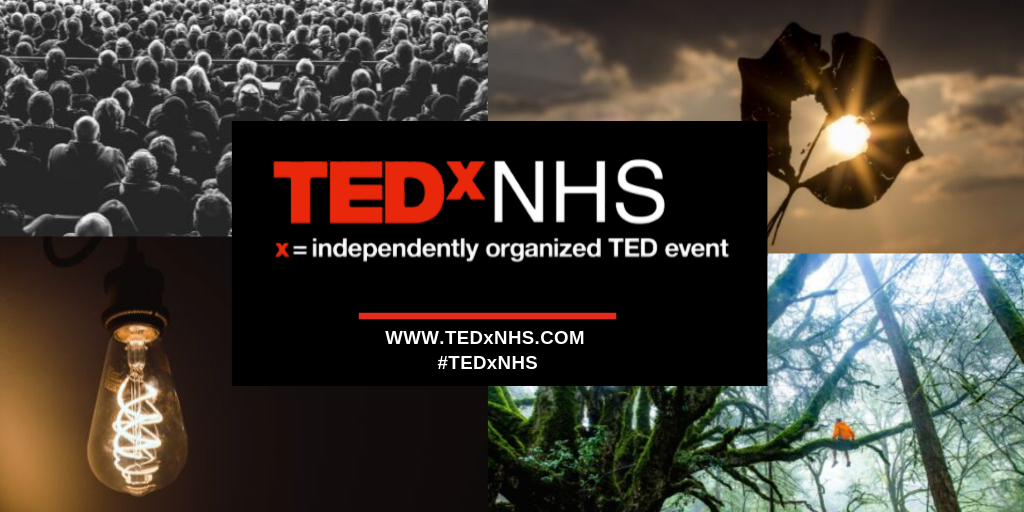 TEDxNHS
x = independently organized TED event
WWW.TEDxNHS.COM
#TEDxNHS